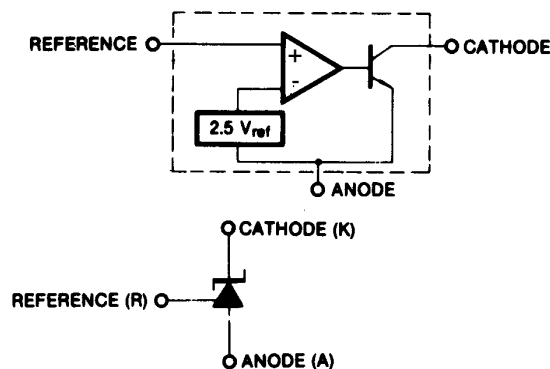 REFERENCE
CATHODE
+
-
2.5 Vref
ANODE
CATHODE (K)
REFERENCE (R)
ANODE (A)